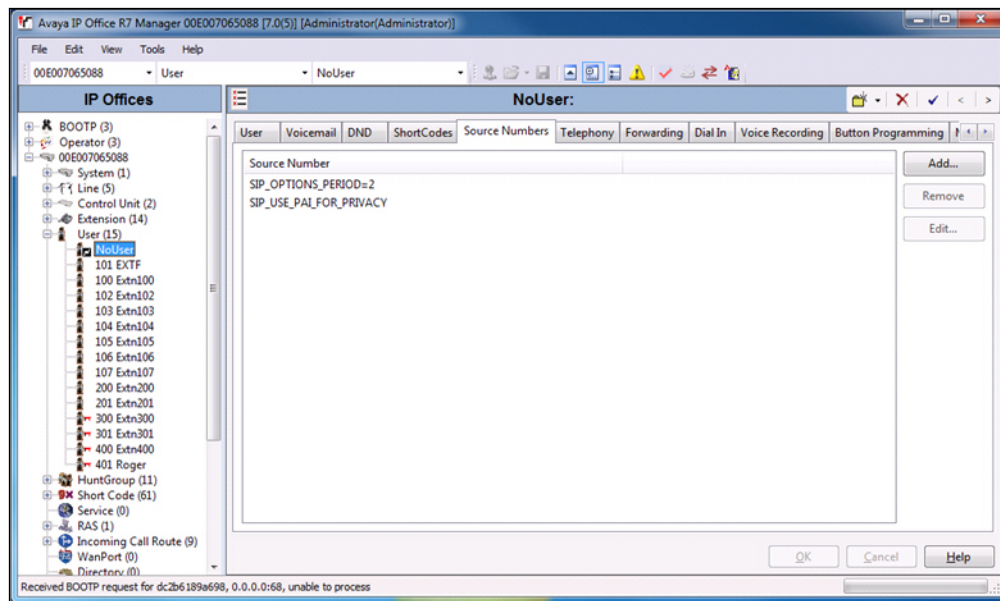 Avaya IP Office R7 Manager 00E007065088 [7.0(5)] [Administrator(Administrator)]
File Edit View Tools Help
00E007065088 User NoUser
IP Offices
NoUser:
BOOTP (3)
Operator (3)
00E007065088
System (1)
Line (5)
Control Unit (2)
Extension (14)
User (15)
NoUser
101 EXTF
100 Extn100
102 Extn102
103 Extn103
104 Extn104
105 Extn105
106 Extn106
107 Extn107
200 Extn200
201 Extn201
300 Extn300
301 Extn301
400 Extn400
401 Roger
HuntGroup (11)
Short Code (61)
Service (0)
RAS (1)
Incoming Call Route (9)
WanPort (0)
Directory (0)
User Voicemail DND ShortCodes Source Numbers Telephony Forwarding Dial In Voice Recording Button Programming
Source Number
SIP_OPTIONS_PERIOD=2
SIP_USE_PAI_FOR_PRIVACY
Add...
Remove
Edit...
OK Cancel Help
Received BOOTP request for dc2b6189a698, 0.0.0.0:68, unable to process